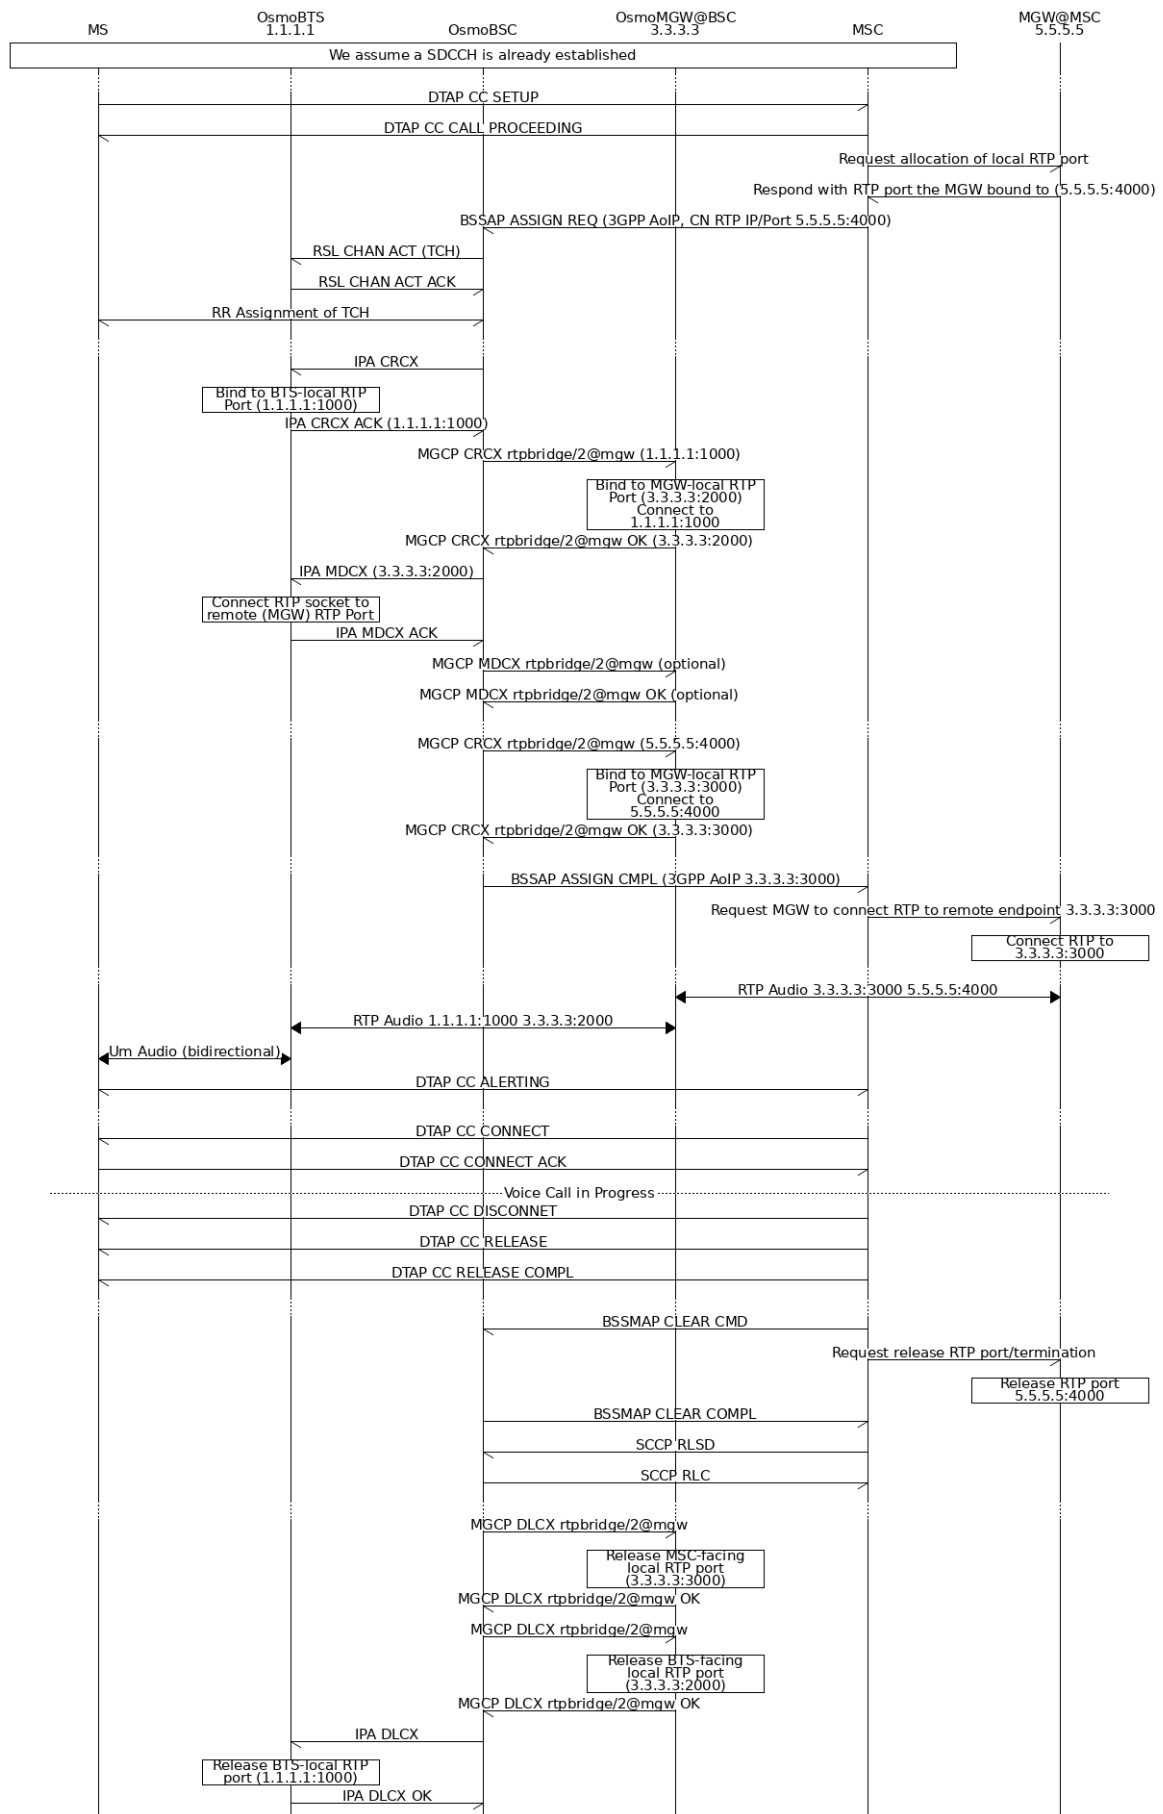 MS
OsmoBTS
1.1.1.1
OsmoBSC
OsmoMGW@BSC
3.3.3.3
MSC
MGW@MSC
5.5.5.5
We assume a SDCCH is already established
DTAP CC SETUP
DTAP CC CALL PROCEEDING
Request allocation of local RTP port
Respond with RTP port the MGW bound to (5.5.5.5:4000)
BSSAP ASSIGN REQ (3GPP AoIP, CN RTP IP/Port 5.5.5.5:4000)
RSL CHAN ACT (TCH)
RSL CHAN ACT ACK
RR Assignment of TCH
IPA CRCX
Bind to BTS-local RTP
Port (1.1.1.1:1000)
IPA CRCX ACK (1.1.1.1:1000)
MGCP CRCX rtpbridge/2@mgw (1.1.1.1:1000)
Bind to MGW-local RTP
Port (3.3.3.3:2000)
Connect to
1.1.1.1:1000
MGCP CRCX rtpbridge/2@mgw OK (3.3.3.3:2000)
IPA MDCX (3.3.3.3:2000)
Connect RTP socket to
remote (MGW) RTP Port
IPA MDCX ACK
MGCP MDCX rtpbridge/2@mgw (optional)
MGCP MDCX rtpbridge/2@mgw OK (optional)
MGCP CRCX rtpbridge/2@mgw (5.5.5.5:4000)
Bind to MGW-local RTP
Port (3.3.3.3:3000)
Connect to
5.5.5.5:4000
MGCP CRCX rtpbridge/2@mgw OK (3.3.3.3:3000)
BSSAP ASSIGN CMPL (3GPP AoIP 3.3.3.3:3000)
Request MGW to connect RTP to remote endpoint 3.3.3.3:3000
Connect RTP to
3.3.3.3:3000
RTP Audio 3.3.3.3:3000 5.5.5.5:4000
RTP Audio 1.1.1.1:1000 3.3.3.3:2000
Um Audio (bidirectional)
DTAP CC ALERTING
DTAP CC CONNECT
DTAP CC CONNECT ACK
Voice Call in Progress
DTAP CC DISCONNET
DTAP CC RELEASE
DTAP CC RELEASE COMPL
BSSMAP CLEAR CMD
Request release RTP port/termination
Release RTP port
5.5.5.5:4000
BSSMAP CLEAR COMPL
SCCP RLSD
SCCP RLC
MGCP DLCX rtpbridge/2@mgw
Release MSC-facing
local RTP port
(3.3.3.3:3000)
MGCP DLCX rtpbridge/2@mgw OK
MGCP DLCX rtpbridge/2@mgw
Release BTS-facing
local RTP port
(3.3.3.3:2000)
MGCP DLCX rtpbridge/2@mgw OK
IPA DLCX
Release BTS-local RTP
port (1.1.1.1:1000)
IPA DLCX OK